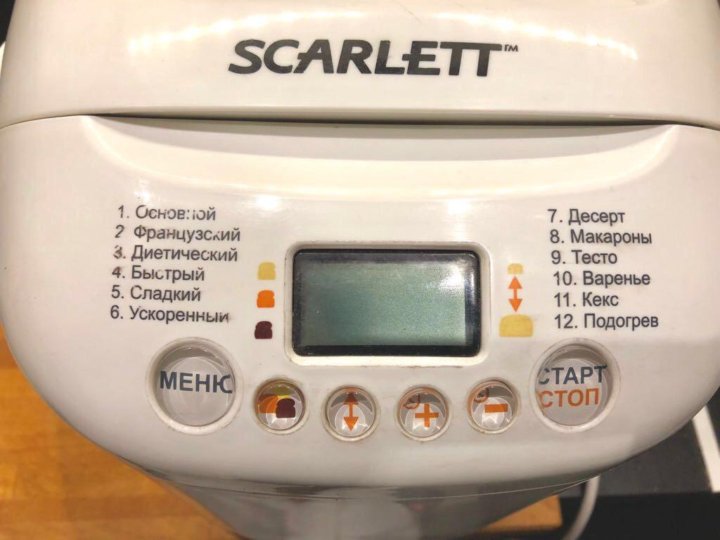 SCARLETT™
1. Основной
2 Французский
3. Диетический
4. Быстрый
5. Сладкий
6. Ускоренный
7. Десерт
8. Макароны
9. Тесто
10. Варенье
11. Кекс
12. Подогрев
МЕНЮ
+
-
СТАРТ
СТОП